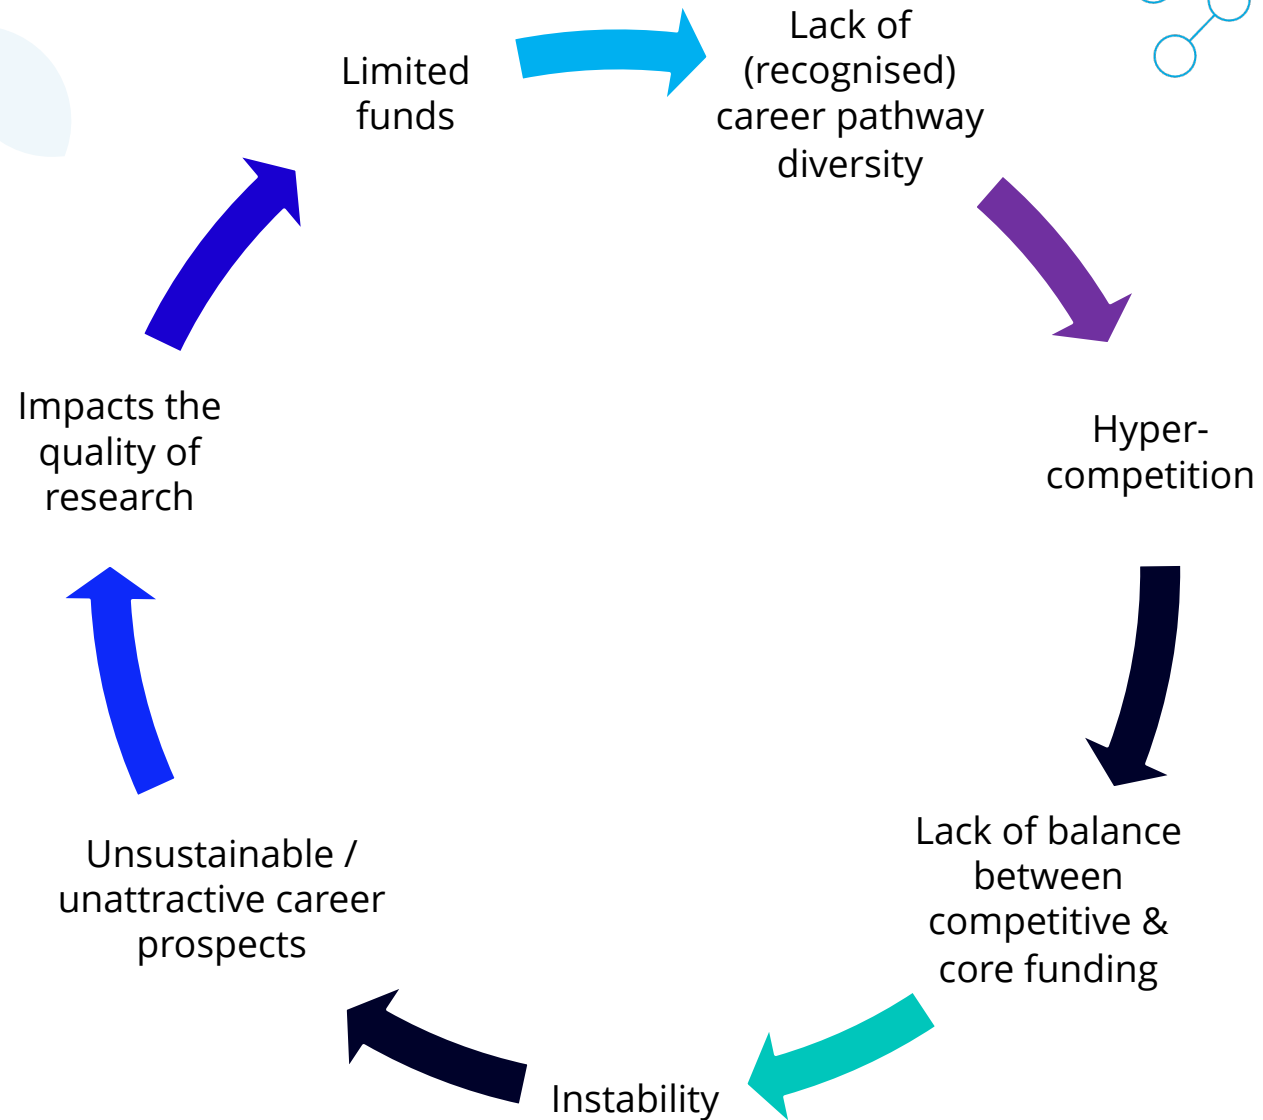 Limited
funds
Lack of
(recognised)
career pathway
diversity
Hyper-
competition
Lack of balance
between
competitive &
core funding
Instability
Unsustainable /
unattractive career
prospects
Impacts the
quality of
research